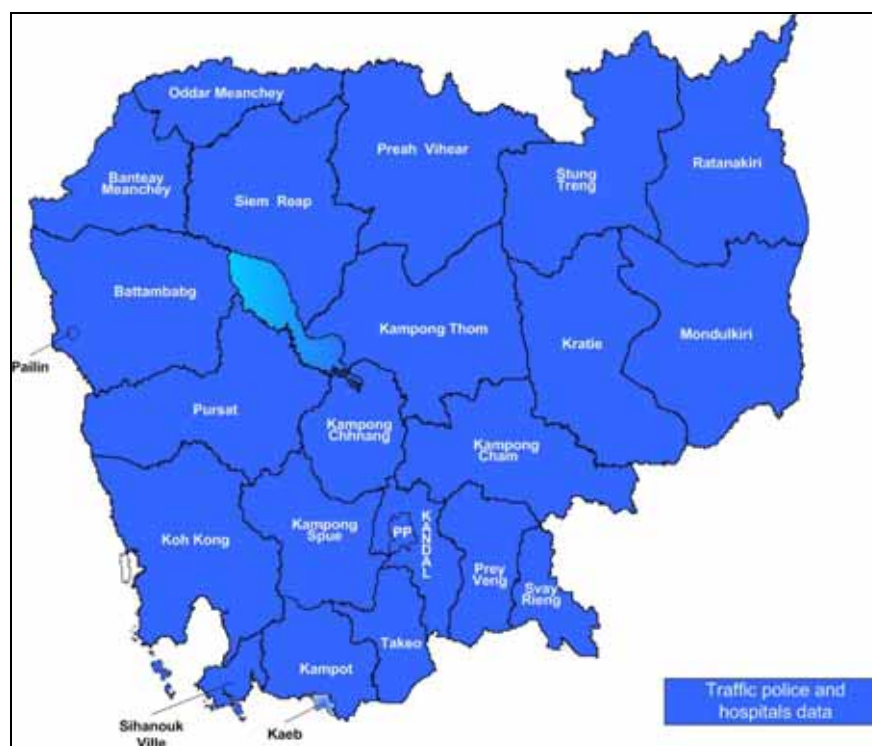 Oddar Meanchey
Preah Vihear
Stung
Treng
Ratanakiri
Banteay
Meanchey
Siem Reap
Battambabg
Kampong Thom
Kratie
Mondulkiri
Pailin
Pursat
Kampong
Chhnang
Kampong
Cham
Koh Kong
Kampong
Spue
PP
KANDAL
Prey
Veng
Svay
Rieng
Takeo
Kampot
Sihanouk
Ville
Kaeb
Traffic police and
hospitals data